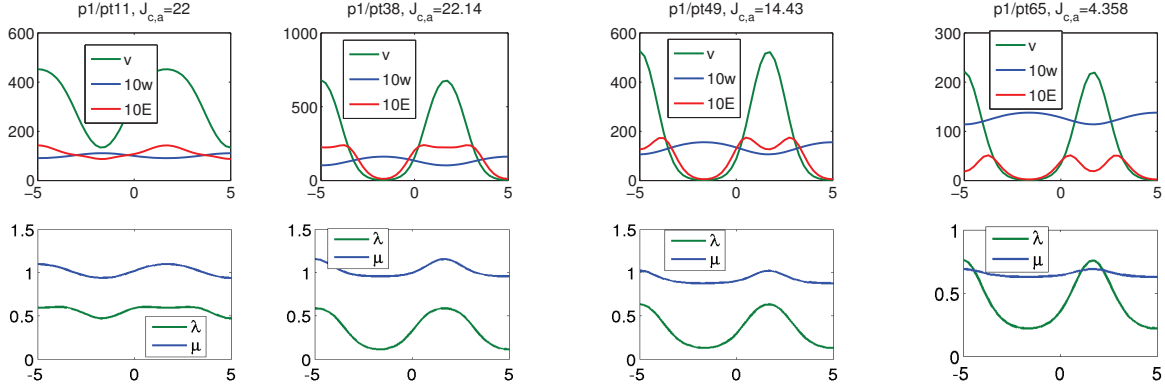 p1/pt11, J_c,a=22
p1/pt38, J_c,a=22.14
p1/pt49, J_c,a=14.43
p1/pt65, J_c,a=4.358
600
400
200
0
−5 0 5
v
10w
10E
1000
500
0
−5 0 5
v
10w
10E
600
400
200
0
−5 0 5
v
10w
10E
300
200
100
0
−5 0 5
v
10w
10E
1.5
1
0.5
0
-5 0 5
λ
μ
1.5
1
0.5
0
-5 0 5
λ
μ
1.5
1
0.5
0
-5 0 5
λ
μ
1
0.5
0
-5 0 5
λ
μ